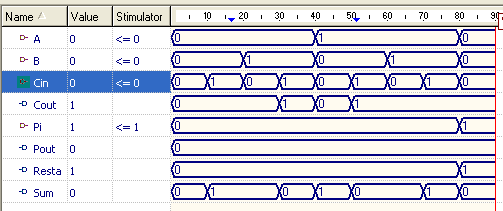 Name Value Stimulator 10 20 30 40 50 60 70 80 90
A 0 <= 0 0 1 0
B 0 <= 0 0 1 0 1 0
Cin 0 <= 0 0 1 0 1 0 1 0 1 0
Cout 1 0 1 0 1
Pi 1 <= 1 0 1
Pout 0 0
Resta 1 0 1
Sum 0 0 1 0 1 0 1 0